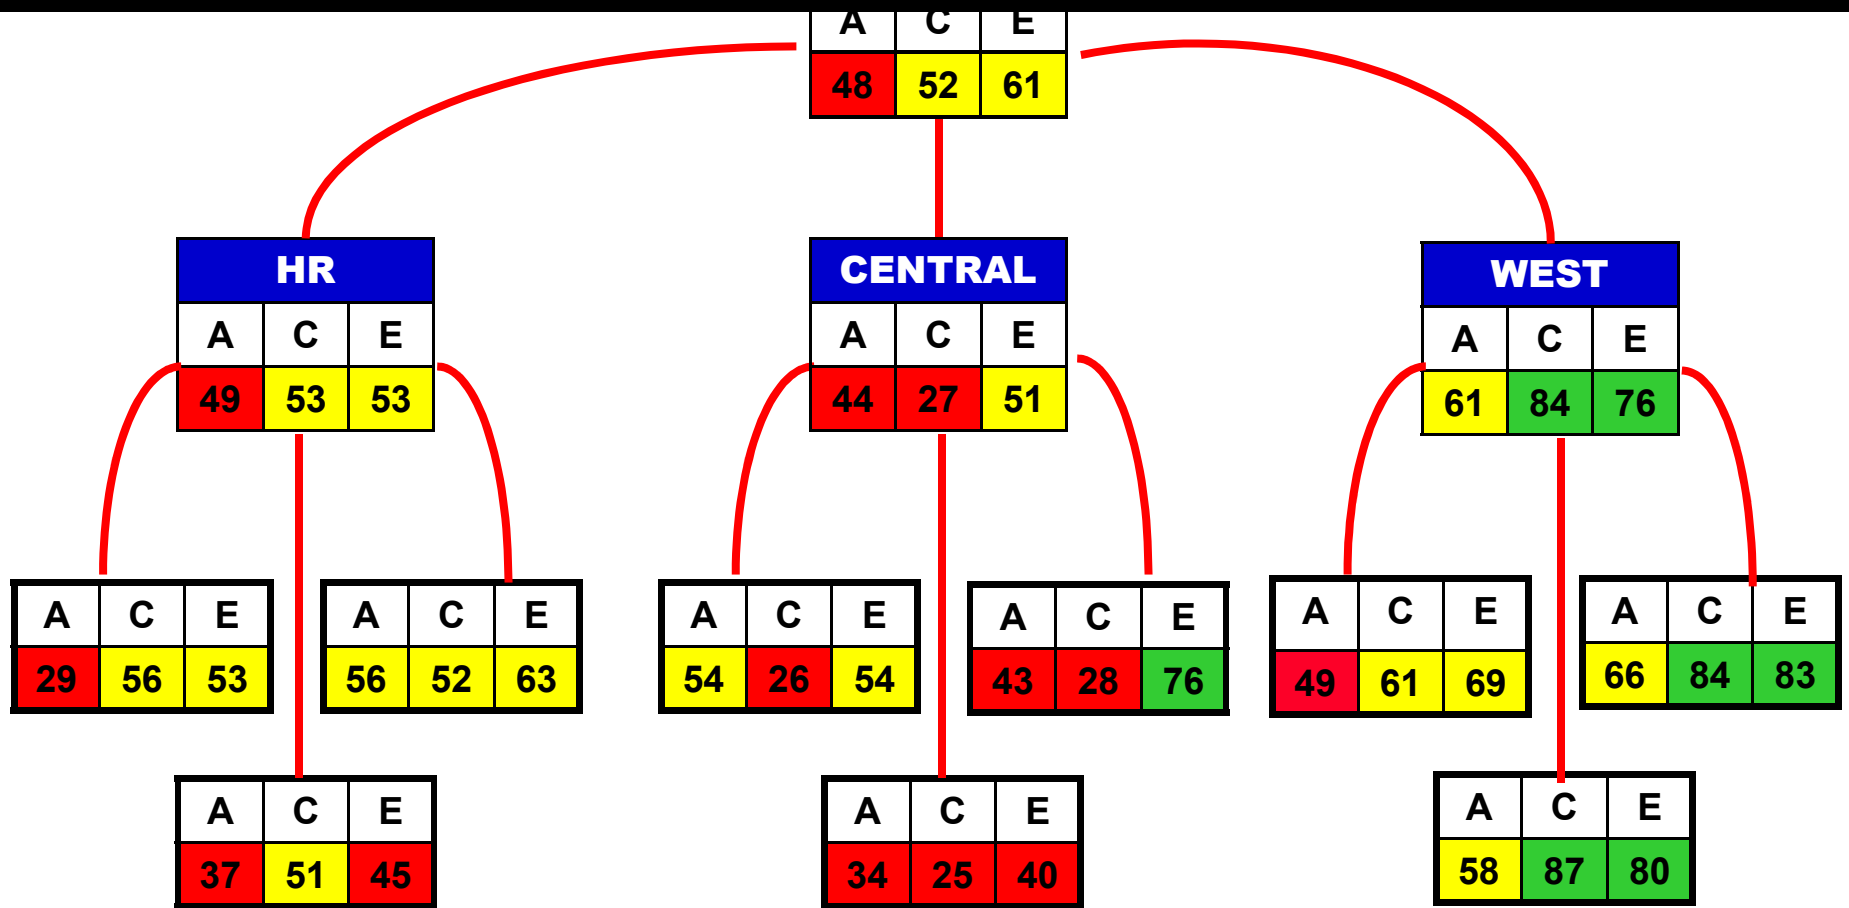 A C E
48 52 61
HR
A C E
49 53 53
CENTRAL
A C E
44 27 51
WEST
A C E
61 84 76
A C E
29 56 53
A C E
56 52 63
A C E
54 26 54
A C E
43 28 76
A C E
49 61 69
A C E
66 84 83
A C E
37 51 45
A C E
34 25 40
A C E
58 87 80